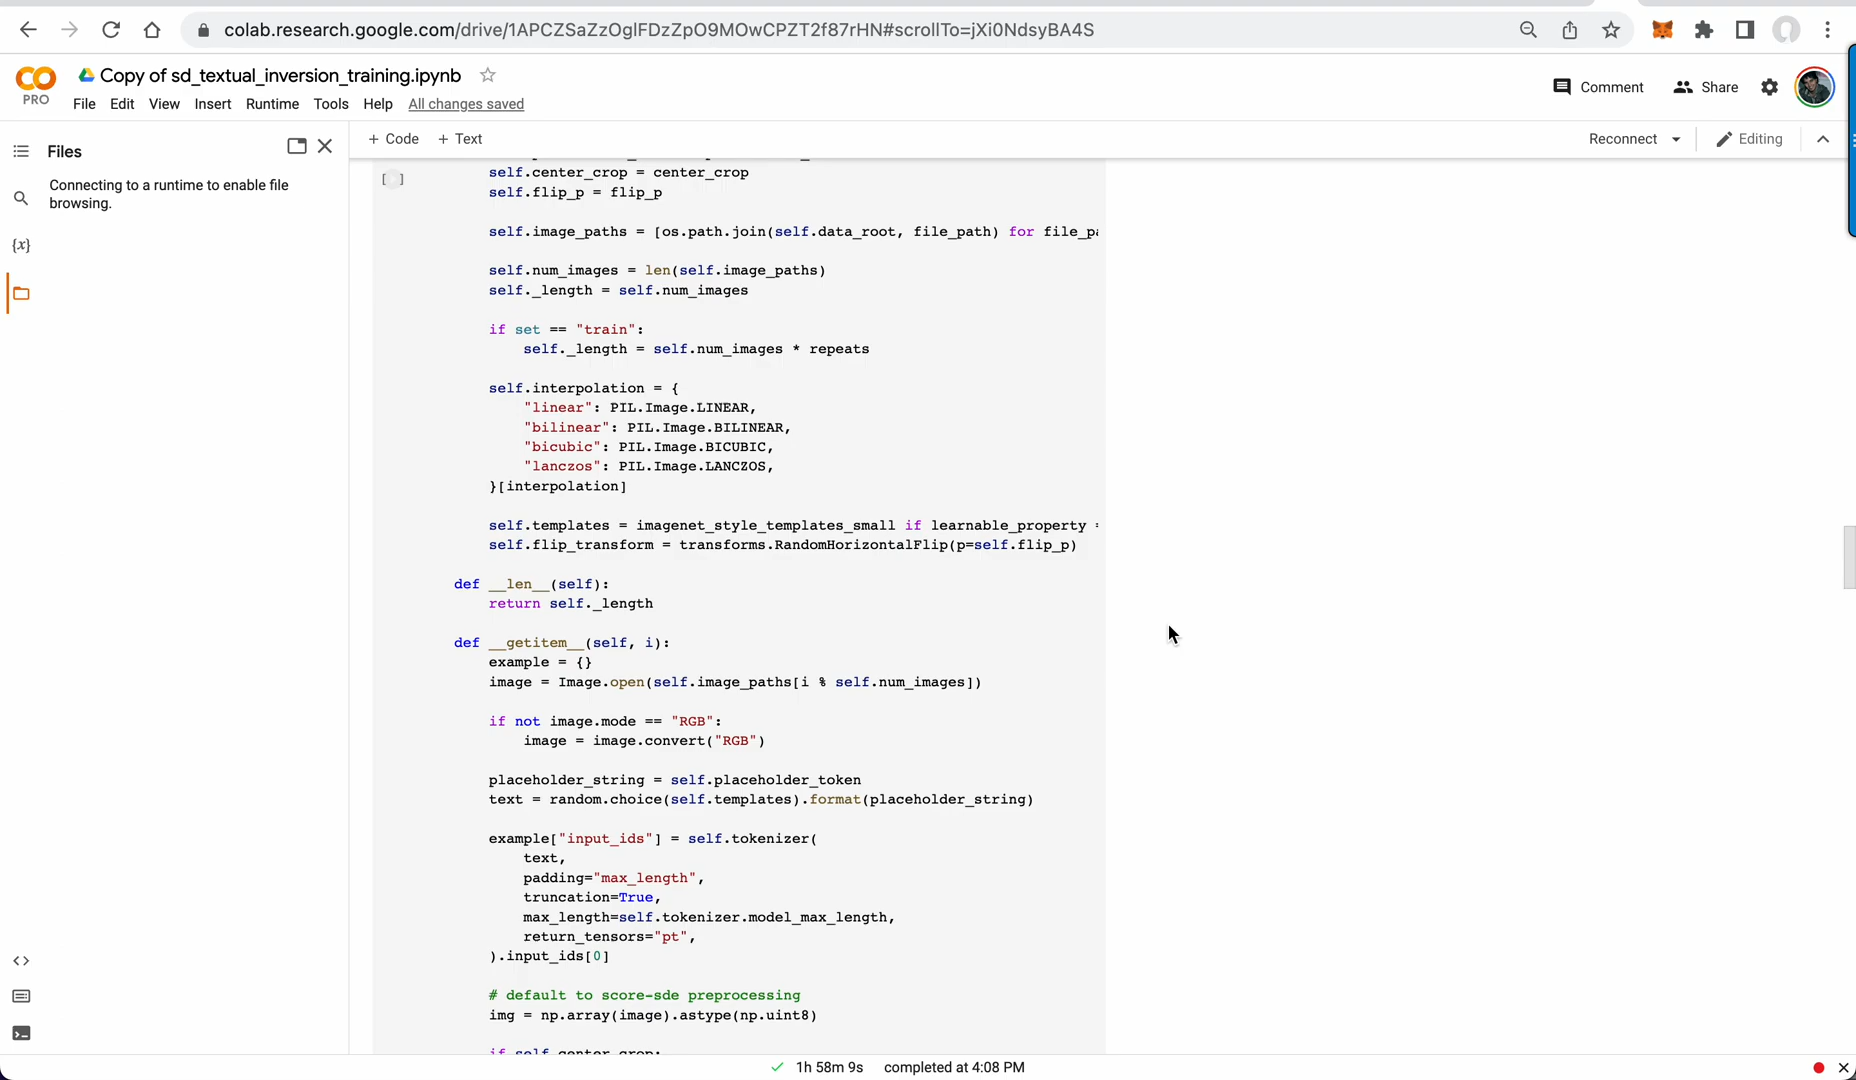 colab.research.google.com/drive/1APCZSaZzOglFDzZpO9MOwCPZT2f87rHN#scrollTo=jXi0NdsyBA4S
CO
PRO
Copy of sd_textual_inversion_training.ipynb
File Edit View Insert Runtime Tools Help All changes saved
Comment
Share
Files
+ Code + Text
Reconnect
Editing
Connecting to a runtime to enable file
browsing.
{x}
[ ]
self.center_crop = center_crop
self.flip_p = flip_p
self.image_paths = [os.path.join(self.data_root, file_path) for file_pa
self.num_images = len(self.image_paths)
self._length = self.num_images
if set == "train":
self._length = self.num_images * repeats
self.interpolation = {
"linear": PIL.Image.LINEAR,
"bilinear": PIL.Image.BILINEAR,
"bicubic": PIL.Image.BICUBIC,
"lanczos": PIL.Image.LANCZOS,
}[interpolation]
self.templates = imagenet_style_templates_small if learnable_property =
self.flip_transform = transforms.RandomHorizontalFlip(p=self.flip_p)
def __len__(self):
return self._length
def __getitem__(self, i):
example = {}
image = Image.open(self.image_paths[i % self.num_images])
if not image.mode == "RGB":
image = image.convert("RGB")
placeholder_string = self.placeholder_token
text = random.choice(self.templates).format(placeholder_string)
example["input_ids"] = self.tokenizer(
text,
padding="max_length",
truncation=True,
max_length=self.tokenizer.model_max_length,
return_tensors="pt",
).input_ids[0]
# default to score-sde preprocessing
img = np.array(image).astype(np.uint8)
if self.center_crop:
1h 58m 9s completed at 4:08 PM